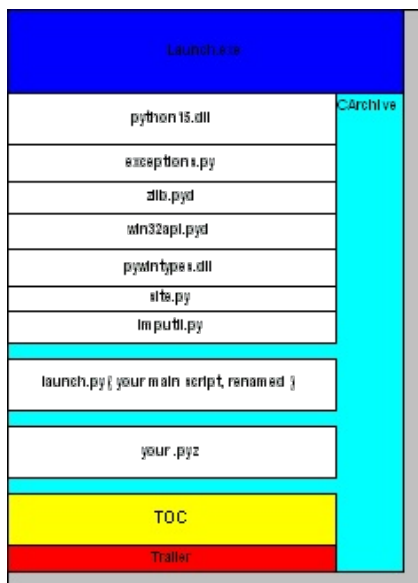 Launch.exe
CArchive
python15.dll
exceptions.py
zlib.pyd
win32api.pyd
pywintypes.dll
site.py
imputil.py
launch.py ( your main script, renamed )
your .pyz
TOC
Trailer